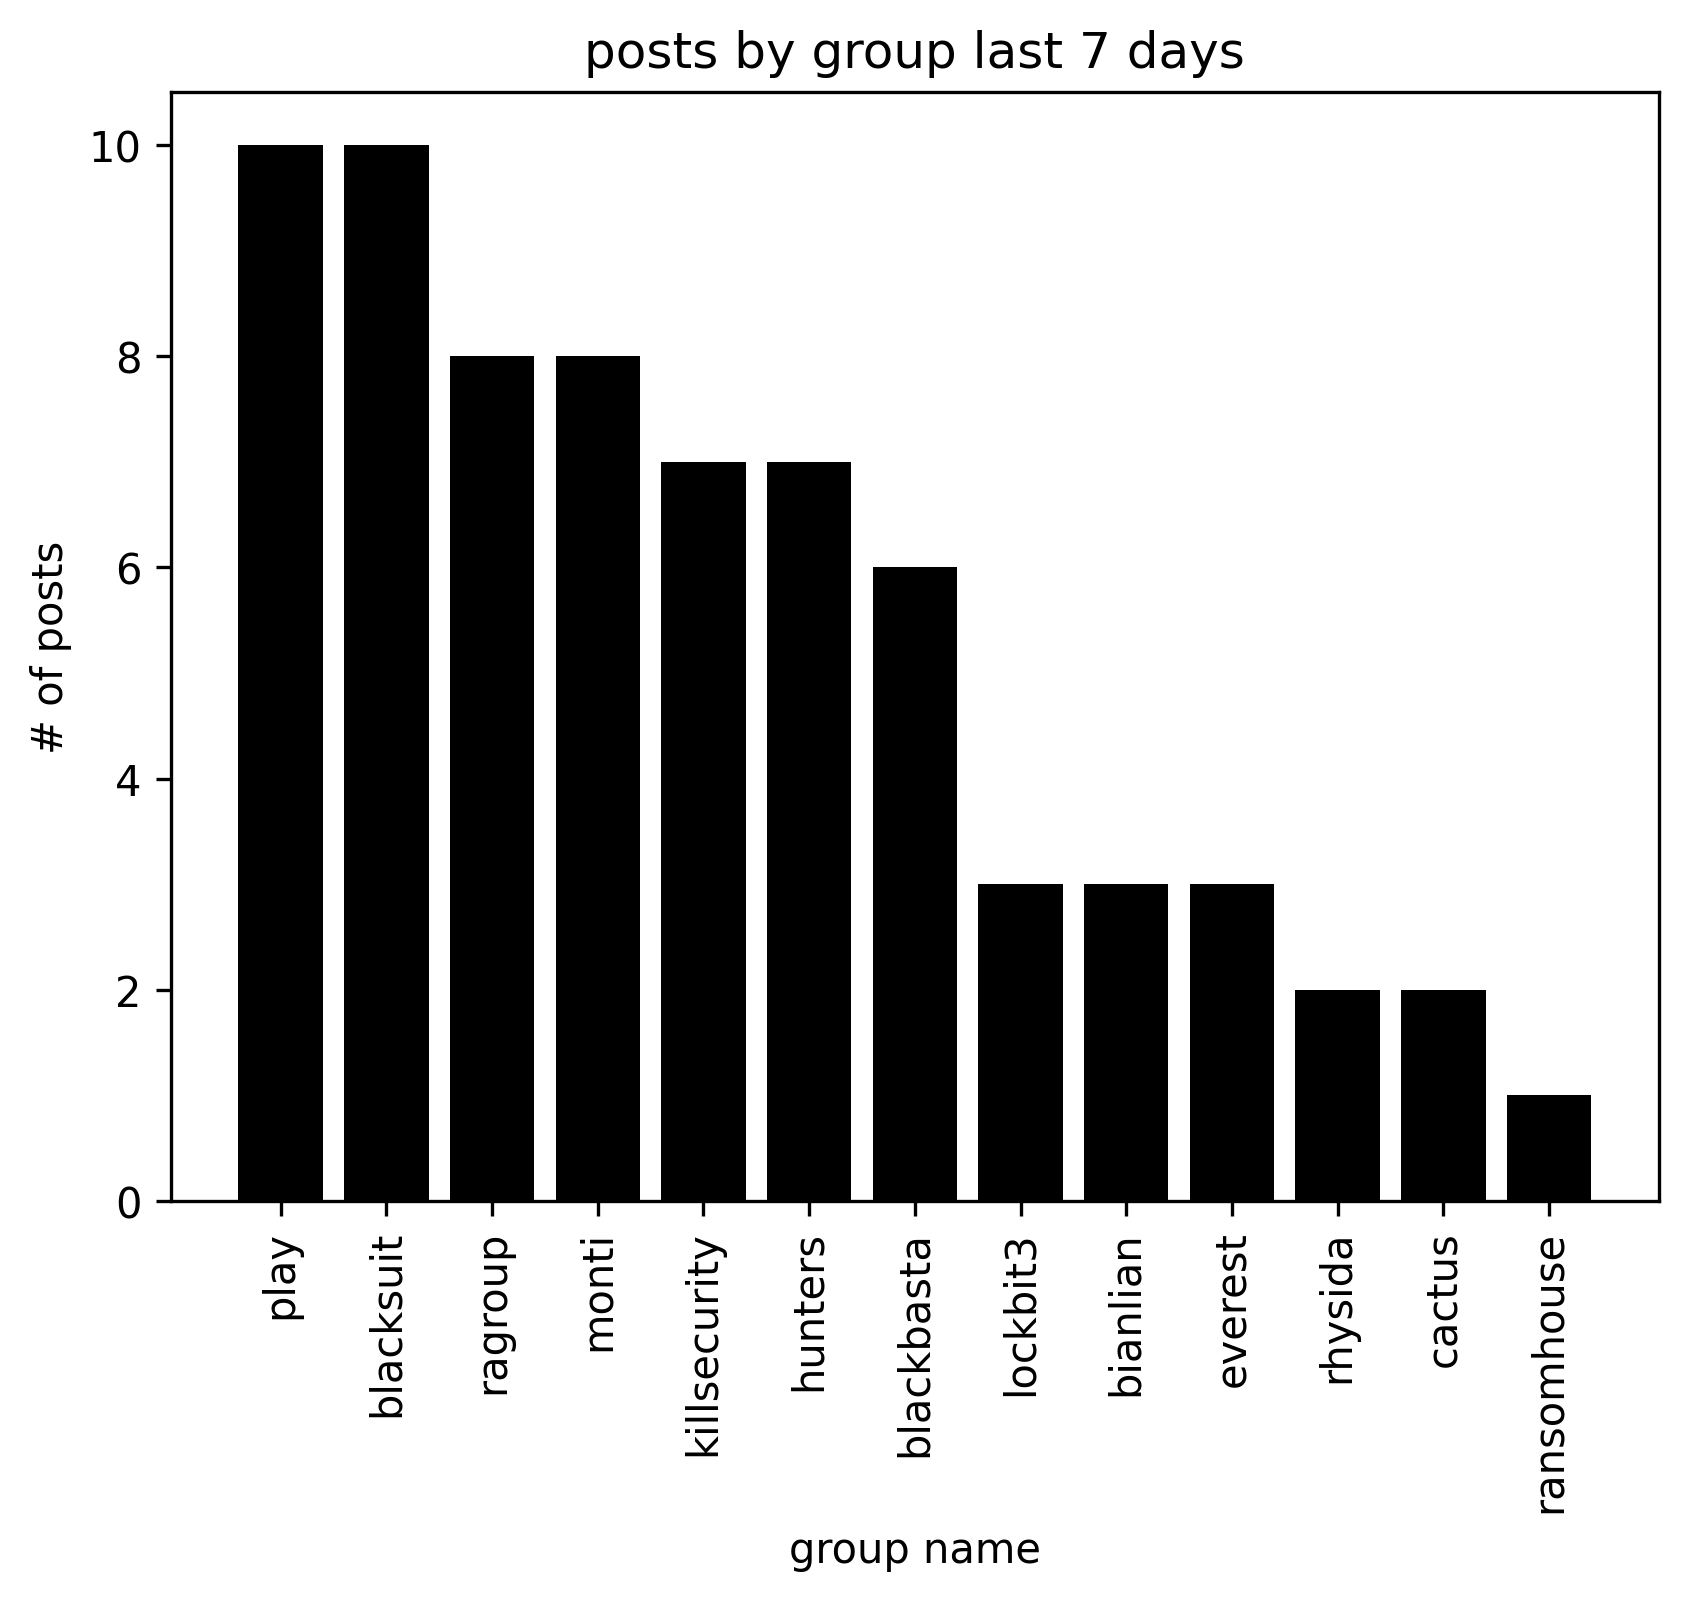 posts by group last 7 days
# of posts
10
8
6
4
2
0
play
blacksuit
ragroup
monti
killsecurity
hunters
blackbasta
lockbit3
bianlian
everest
rhysida
cactus
ransomhouse
group name